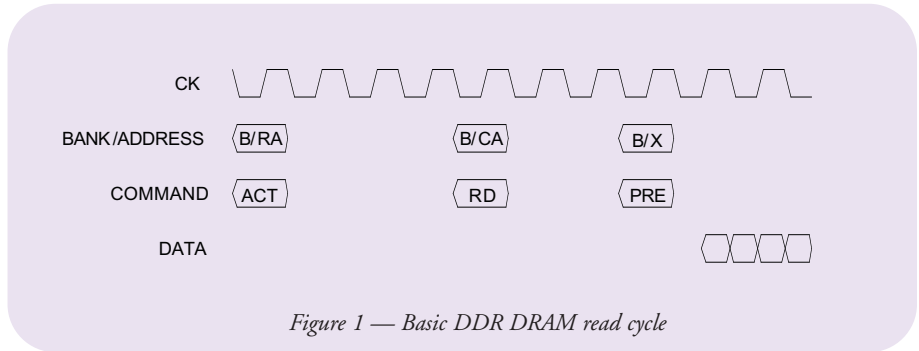 CK
BANK/ADDRESS B/RA B/CA B/X
COMMAND ACT RD PRE
DATA
Figure 1 — Basic DDR DRAM read cycle